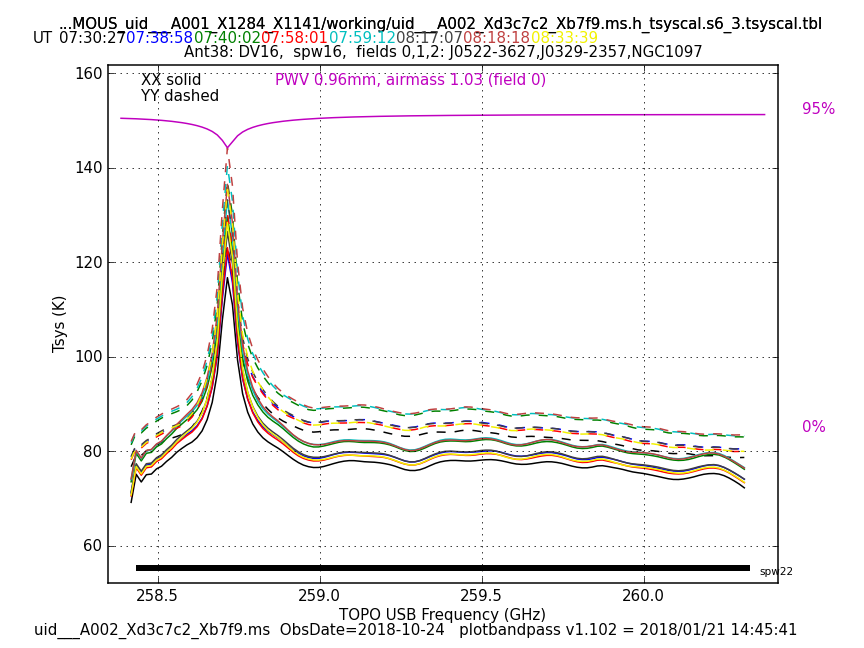 ...MOUS_uid___A001_X1284_X1141/working/uid___A002_Xd3c7c2_Xb7f9.ms.h_tsyscal.s6_3.tsyscal.tbl
UT 07:30:27 07:38:58 07:40:02 07:58:01 07:59:12 08:17:07 08:18:18 08:33:39
Ant38: DV16, spw16, fields 0,1,2: J0522-3627,J0329-2357,NGC1097
XX solid
YY dashed
PWV 0.96mm, airmass 1.03 (field 0)
160
140
120
100
80
60
Tsys (K)
95%
0%
spw22
258.5 259.0 259.5 260.0
TOPO USB Frequency (GHz)
uid___A002_Xd3c7c2_Xb7f9.ms ObsDate=2018-10-24 plotbandpass v1.102 = 2018/01/21 14:45:41